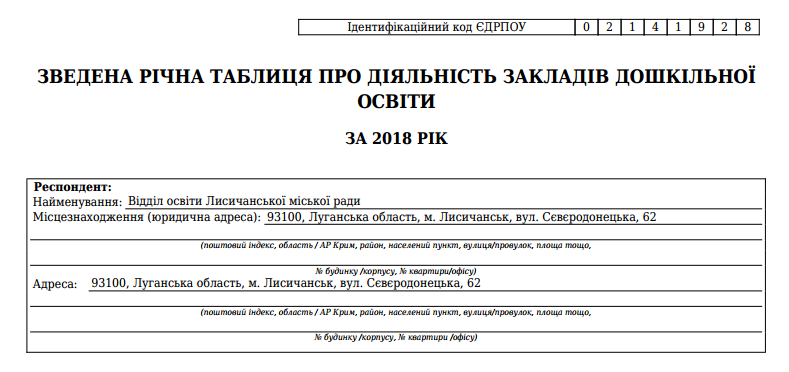 Ідентифікаційний код ЄДРПОУ 0 2 1 4 1 9 2 8
ЗВЕДЕНА РІЧНА ТАБЛИЦЯ ПРО ДІЯЛЬНІСТЬ ЗАКЛАДІВ ДОШКІЛЬНОЇ
ОСВІТИ
ЗА 2018 РІК
Респондент:
Найменування: Відділ освіти Лисичанської міської ради
Місцезнаходження (юридична адреса): 93100, Луганська область, м. Лисичанськ, вул. Сєвєродонецька, 62
(поштовий індекс, область / АР Крим, район, населений пункт, вулиця/провулок, площа тощо,
№ будинку /корпусу, № квартири/офісу)
Адреса: 93100, Луганська область, м. Лисичанськ, вул. Сєвєродонецька, 62
(поштовий індекс, область / АР Крим, район, населений пункт, вулиця/провулок, площа тощо,
№ будинку /корпусу, № квартири /офісу)